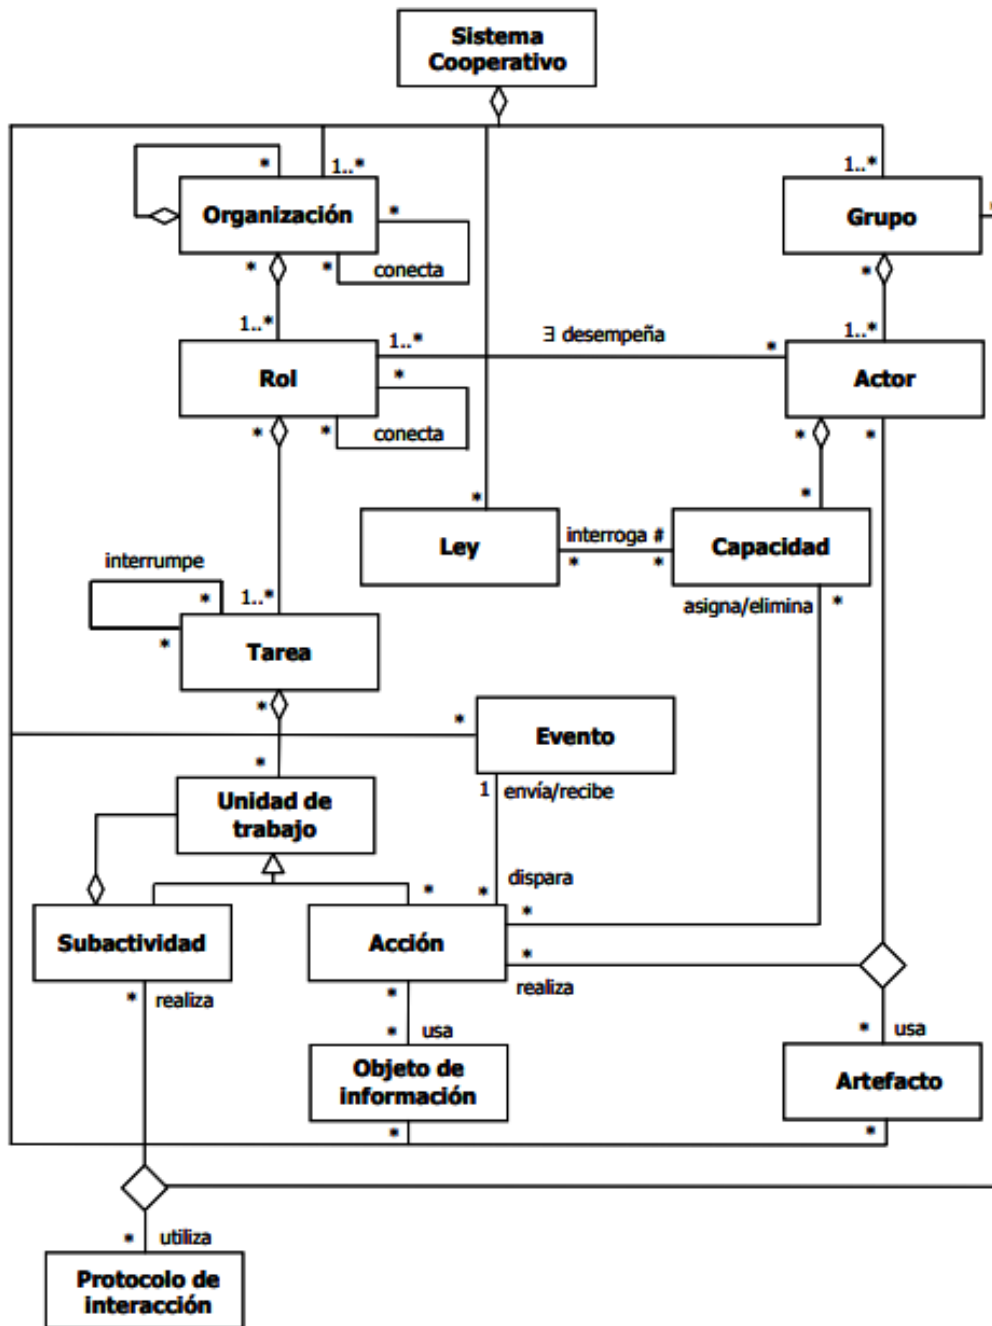 Sistema
Cooperativo
*
1..*
1..*
Organización
*
Grupo
*
*
*
conecta
*
1..*
1..*
∃ desempeña
1..*
*
Rol
*
Actor
*
*
conecta
*
*
*
*
Ley
interroga #
Capacidad
*
*
interrumpe
*
1..*
asigna/elimina
*
*
Tarea
*
*
Evento
*
1
envía/recibe
Unidad de
trabajo
*
*
dispara
*
Subactividad
Acción
*
*
realiza
*
realiza
*
usa
*
usa
Objeto de
información
Artefacto
*
*
*
utiliza
Protocolo de
interacción